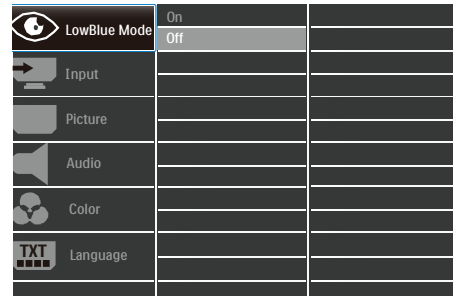 LowBlue Mode
On
Off
Input
Picture
Audio
Color
TXT
Language